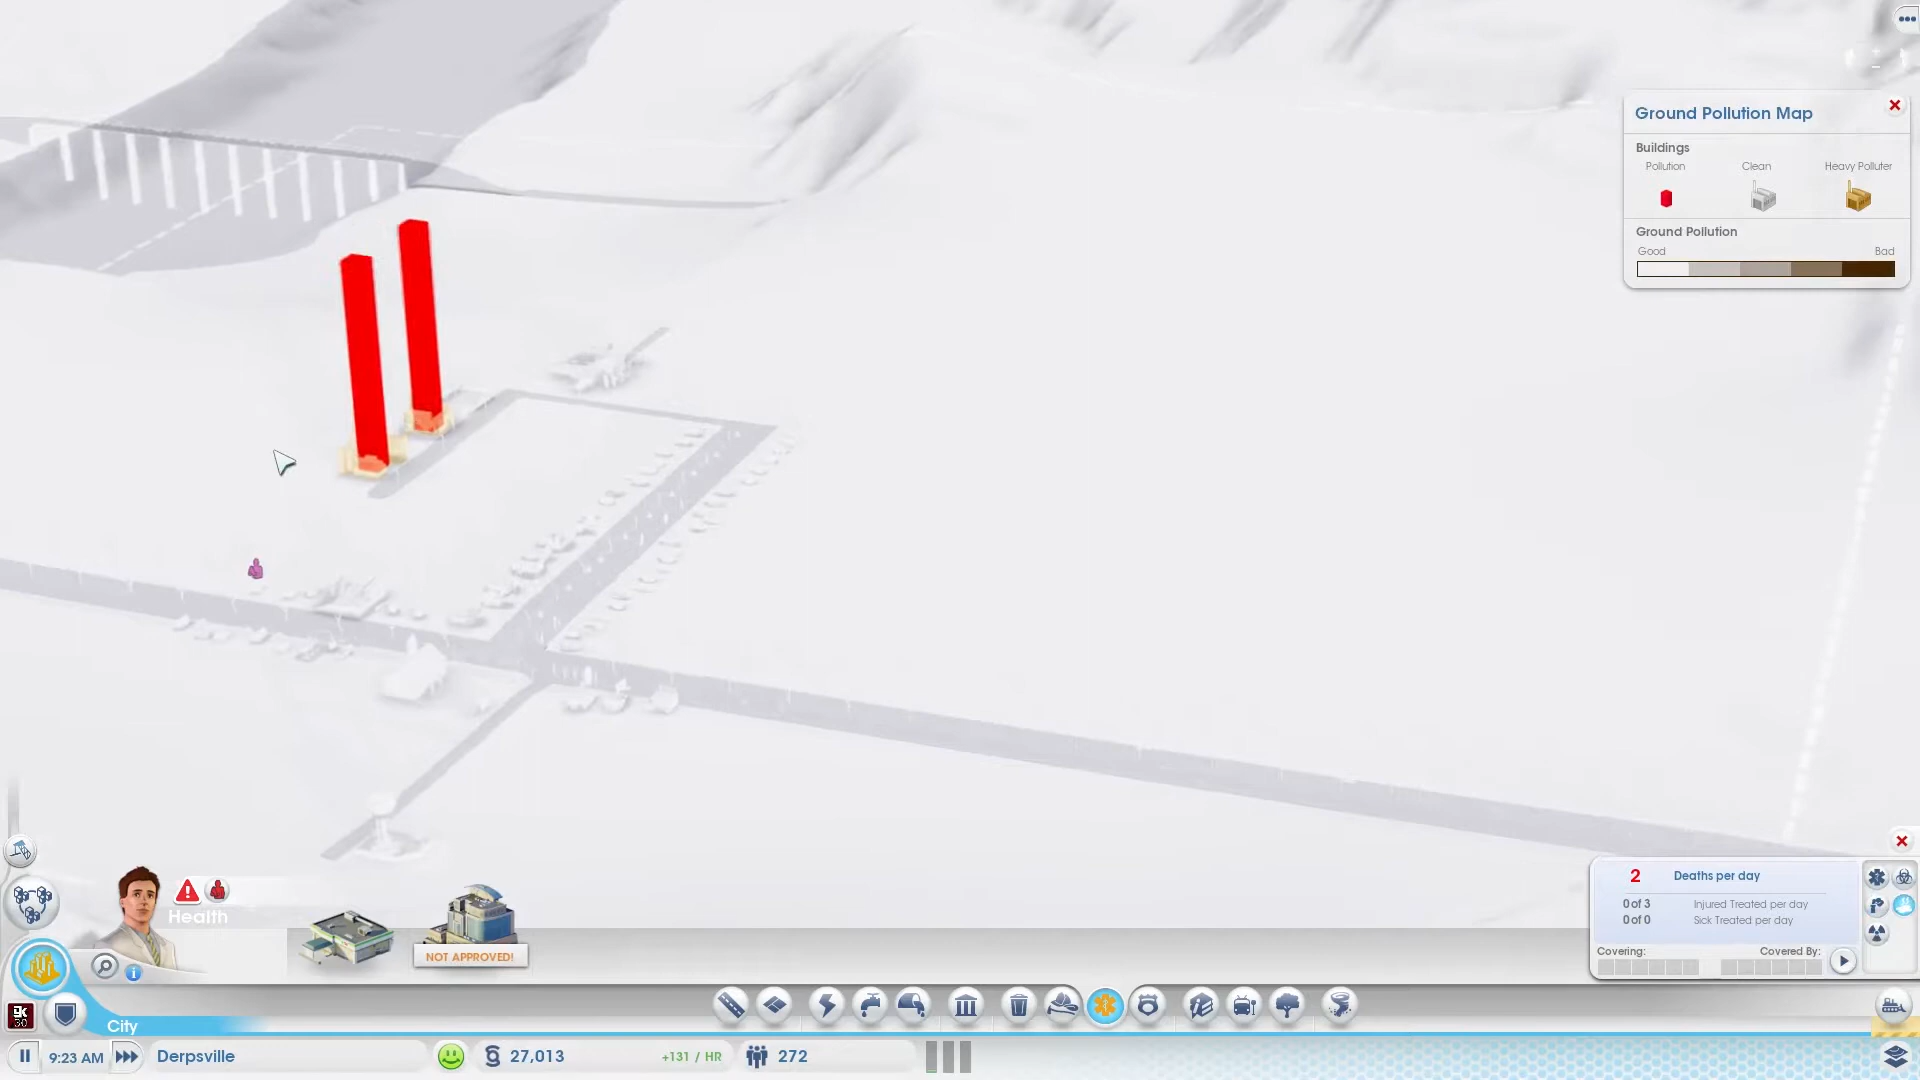 Ground Pollution Map
Buildings
Pollution Clean Heavy Polluter
Ground Pollution
Good Bad
Health
NOT APPROVED!
2 Deaths per day
0 of 3 Injured Treated per day
0 of 0 Sick Treated per day
Covering: Covered By:
gk
30
City
9:23 AM Derpsville 27,013 +131 / HR 272